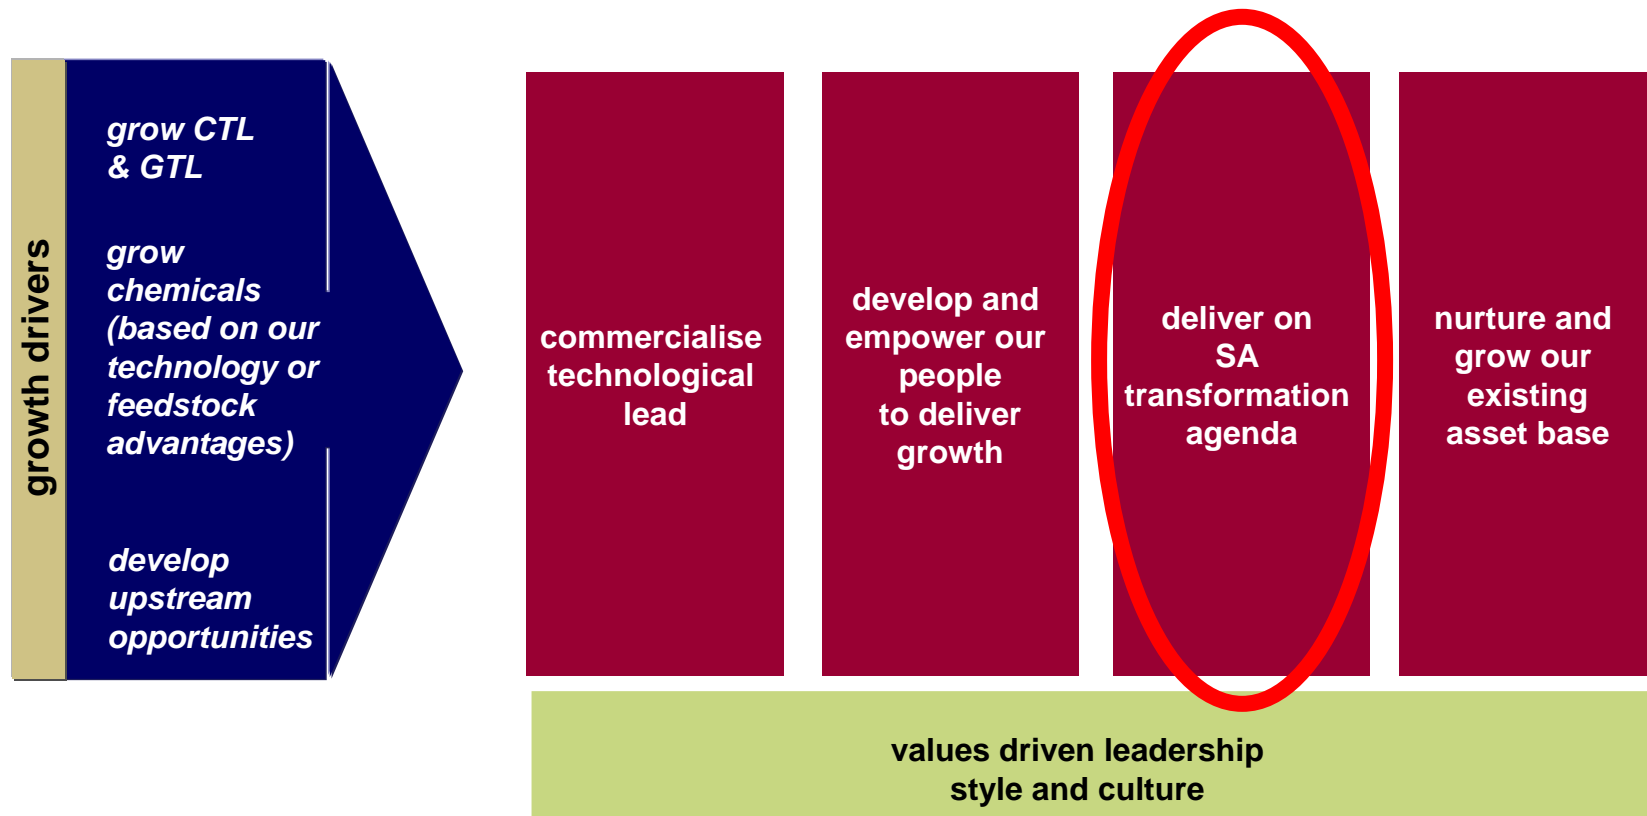 growth drivers
grow CTL
& GTL
grow
chemicals
(based on our
technology or
feedstock
advantages)
develop
upstream
opportunities
commercialise
technological
lead
develop and
empower our
people
to deliver
growth
deliver on
SA
transformation
agenda
nurture and
grow our
existing
asset base
values driven leadership
style and culture